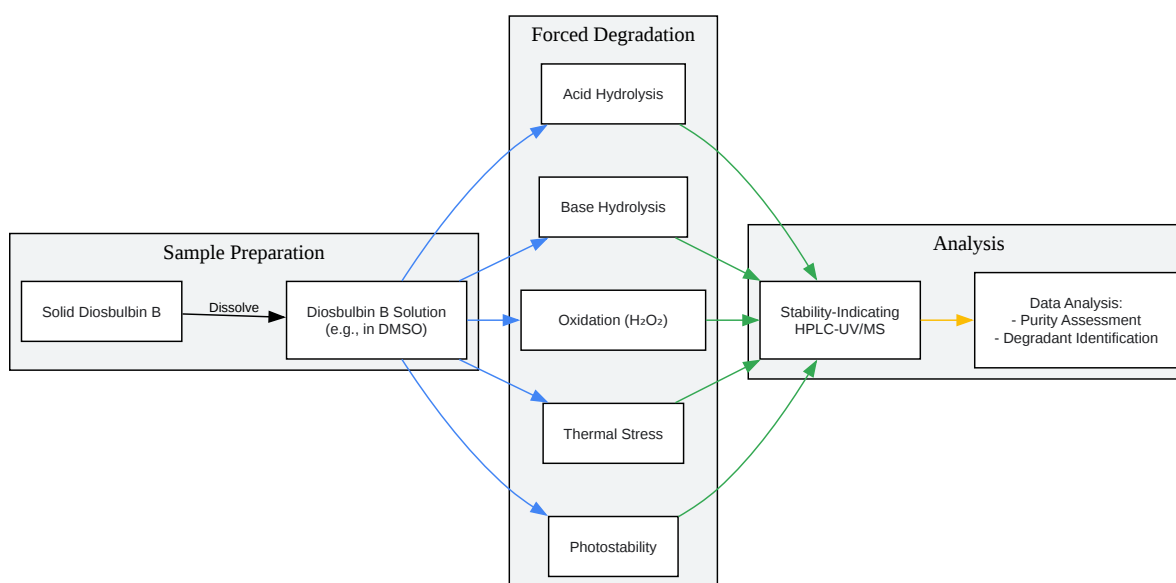 Sample Preparation
Solid Diosbulbin B
Dissolve
Diosbulbin B Solution
(e.g., in DMSO)
Forced Degradation
Acid Hydrolysis
Base Hydrolysis
Oxidation (H₂O₂)
Thermal Stress
Photostability
Analysis
Stability-Indicating
HPLC-UV/MS
Data Analysis:
- Purity Assessment
- Degradant Identification